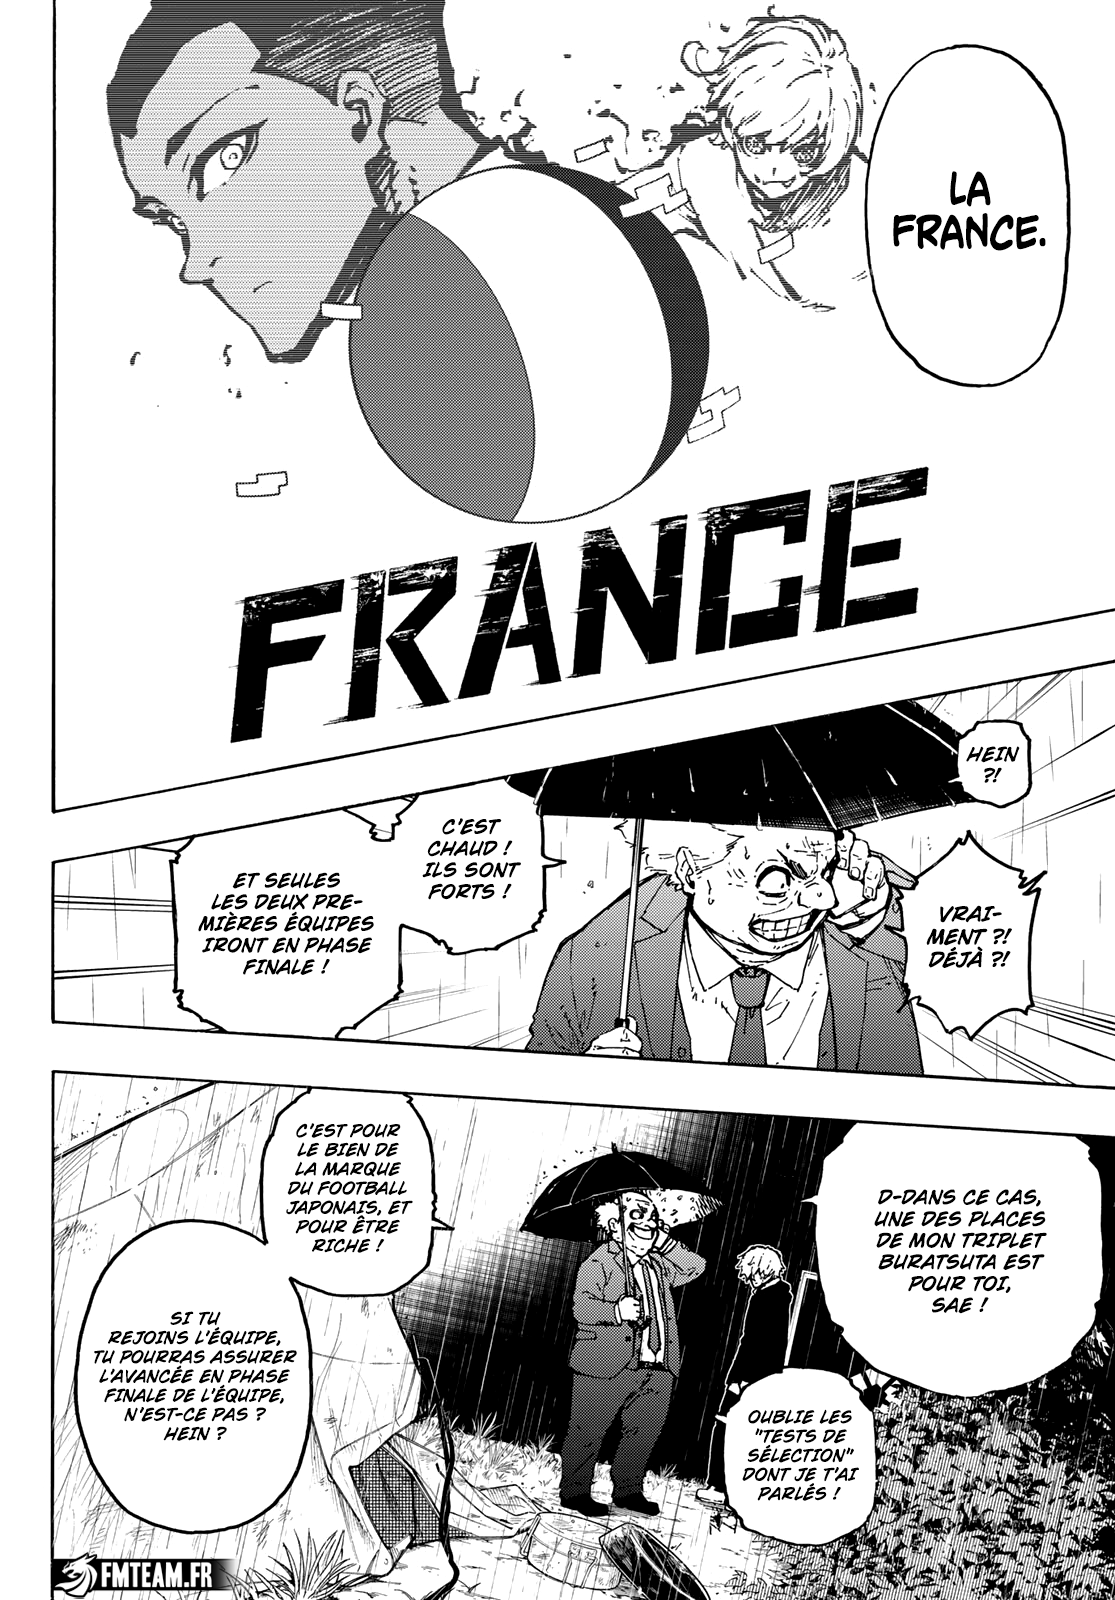 LA
FRANCE.
FRANCE
HEIN
?!
VRAI-
MENT ?!
DÉJÀ ?!
C'EST
CHAUD !
ILS SONT
FORTS !
ET SEULES
LES DEUX PRE-
MIÈRES ÉQUIPES
IRONT EN PHASE
FINALE !
D-DANS CE CAS,
UNE DES PLACES
DE MON TRIPLET
BURATSUTA EST
POUR TOI,
SAE !
OUBLIE LES
"TESTS DE
SÉLECTION"
DONT JE T'AI
PARLÉS !
C'EST POUR
LE BIEN DE
LA MARQUE
DU FOOTBALL
JAPONAIS, ET
POUR ÊTRE
RICHE !
SI TU
REJOINS L'ÉQUIPE,
TU POURRAS ASSURER
L'AVANCÉE EN PHASE
FINALE DE L'ÉQUIPE,
N'EST-CE PAS ?
HEIN ?
FMTEAM.FR